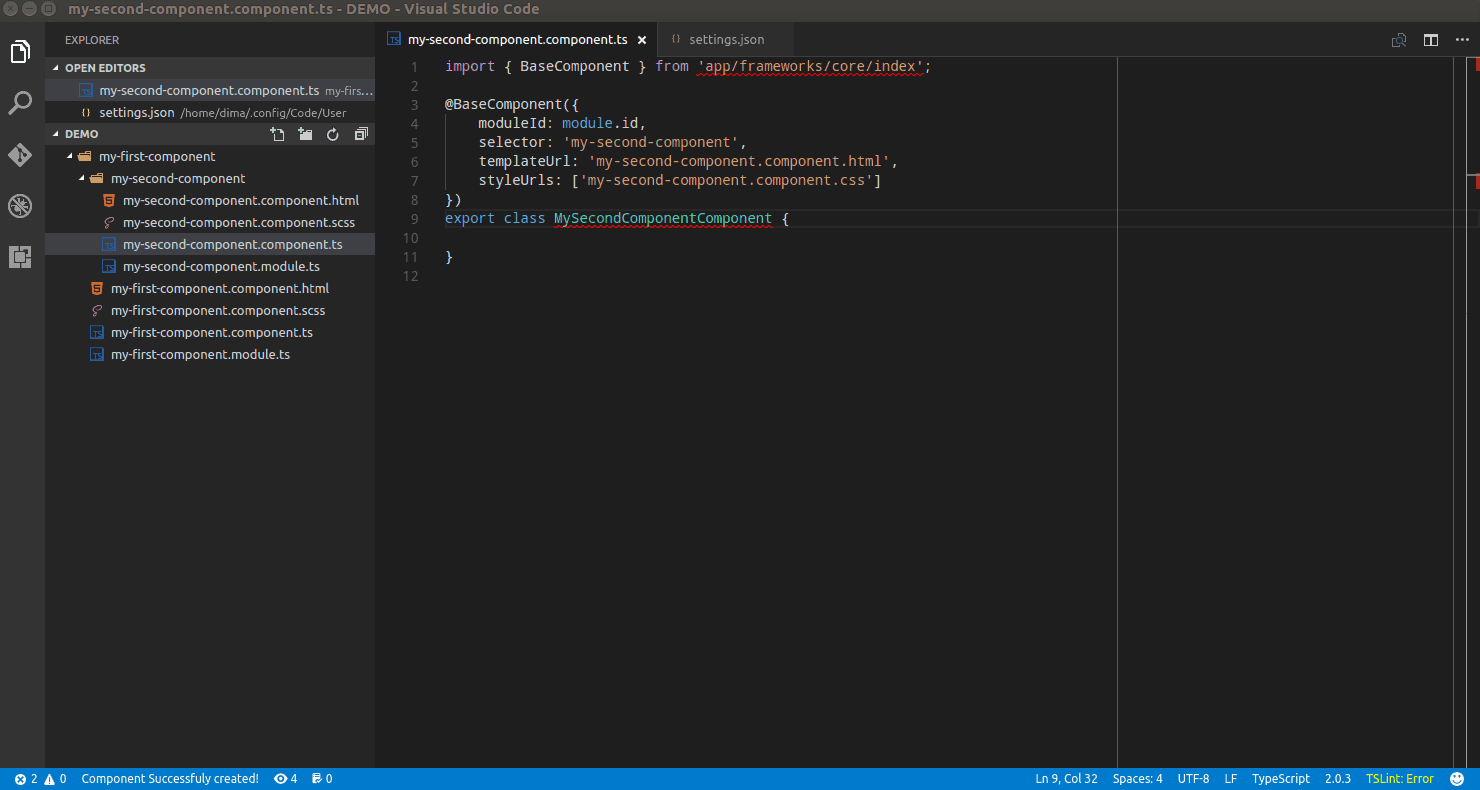 my-second-component.component.ts - DEMO - Visual Studio Code
EXPLORER
OPEN EDITORS
my-second-component.component.ts my-firs...
settings.json /home/dima/.config/Code/User
DEMO
my-first-component
my-second-component
my-second-component.component.html
my-second-component.component.scss
my-second-component.component.ts
my-second-component.module.ts
my-first-component.component.html
my-first-component.component.scss
my-first-component.component.ts
my-first-component.module.ts
my-second-component.component.ts settings.json
1 import { BaseComponent } from 'app/frameworks/core/index';
2
3 @BaseComponent({
4 moduleId: module.id,
5 selector: 'my-second-component',
6 templateUrl: 'my-second-component.component.html',
7 styleUrls: ['my-second-component.component.css']
8 })
9 export class MySecondComponentComponent {
10
11 }
12
2 0 Component Successfuly created! 4 0 Ln 9, Col 32 Spaces: 4 UTF-8 LF TypeScript 2.0.3 TSLint: Error